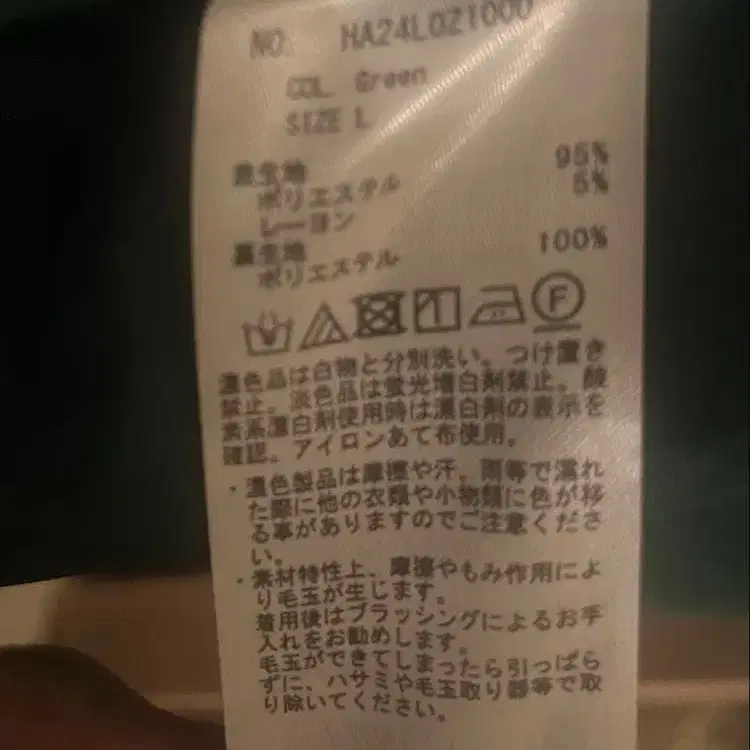 NO. HA24L0Z1000
COL. Green
SIZE L
表生地
ポリエステル 95%
レーヨン 5%
裏生地
ポリエステル 100%
F
濃色品は白物と分別洗い。つけ置き
禁止。淡色品は蛍光増白剤禁止。酸
素系漂白剤使用時は漂白剤の表示を
確認。アイロンあて布使用。
・濃色製品は摩擦や汗、雨等で濡れ
た際に他の衣類や小物類に色が移
る事がありますのでご注意くださ
い。
・素材特性上、摩擦やもみ作用によ
り毛玉が生じます。
着用後はブラッシングによるお手
入れをお勧めします。
毛玉ができてしまったら引っぱら
ずに、ハサミや毛玉取り器等で取
り除いてください。